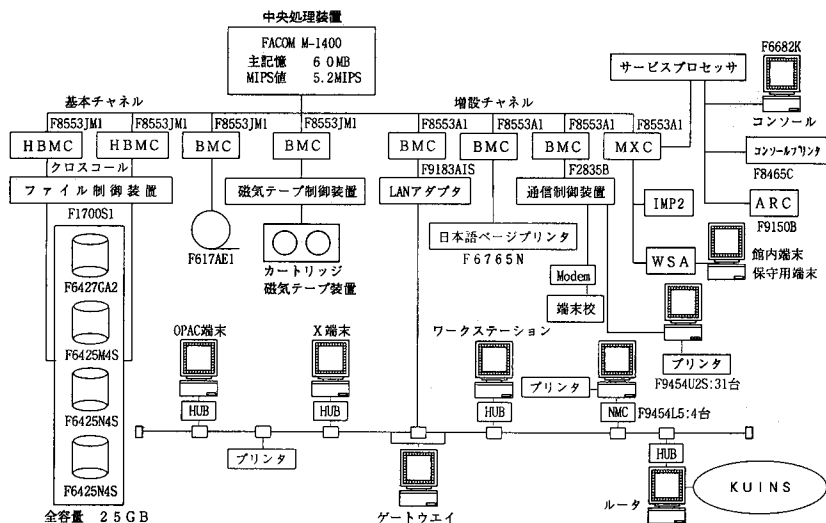 中央処理装置
FACOM M-1400
主記憶 60MB
MIPS値 5.2MIPS
F6682K
サービスプロセッサ
コンソール
基本チャネル
増設チャネル
F8553JM1 F8553JM1 F8553JM1 F8553JM1 F8553A1 F8553A1 F8553A1 F8553A1
HBMC HBMC BMC BMC BMC BMC BMC MXC
コンソールプリンタ
F8465C
クロスコール
F9183AIS
F2835B
ファイル制御装置
磁気テープ制御装置
LANアダプタ
通信制御装置
IMP2
ARC
F9150B
F1700S1
日本語ページプリンタ
F6765N
F617AE1
カートリッジ
磁気テープ装置
WSA
館内端末
保守用端末
Modem
端末校
F6427GA2
F6425M4S
F6425N4S
F6425N4S
全容量 25GB
OPAC端末
X端末
ワークステーション
プリンタ
F9454U2S:31台
プリンタ
HUB
HUB
HUB
NMC
F9454L5:4台
プリンタ
HUB
ゲートウエイ
ルータ
KUINS